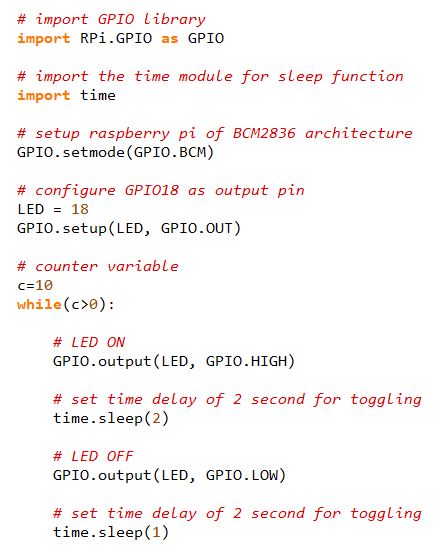 # import GPIO library
import RPi.GPIO as GPIO
# import the time module for sleep function
import time
# setup raspberry pi of BCM2836 architecture
GPIO.setmode(GPIO.BCM)
# configure GPIO18 as output pin
LED = 18
GPIO.setup(LED, GPIO.OUT)
# counter variable
c=10
while(c>0):
# LED ON
GPIO.output(LED, GPIO.HIGH)
# set time delay of 2 second for toggling
time.sleep(2)
# LED OFF
GPIO.output(LED, GPIO.LOW)
# set time delay of 2 second for toggling
time.sleep(1)